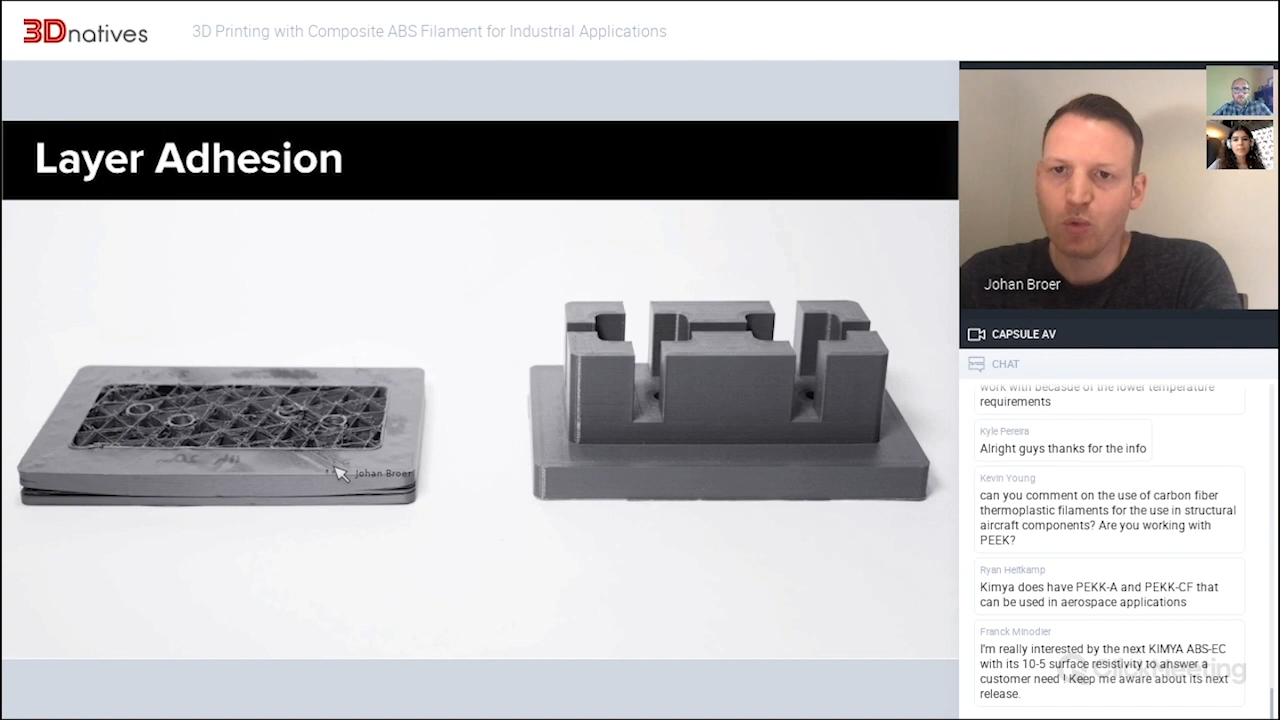 3Dnatives
3D Printing with Composite ABS Filament for Industrial Applications
Layer Adhesion
Johan Broer
Johan Broer
CAPSULE AV
CHAT
work with becasue of the lower temperature
requirements
Kyle Pereira
Alright guys thanks for the info
Kevin Young
can you comment on the use of carbon fiber
thermoplastic filaments for the use in structural
aircraft components? Are you working with
PEEK?
Ryan Heitkamp
Kimya does have PEKK-A and PEKK-CF that
can be used in aerospace applications
Franck Minodier
I'm really interested by the next KIMYA ABS-EC
with its 10-5 surface resistivity to answer a
customer need ! Keep me aware about its next
release.
ClickMeeting